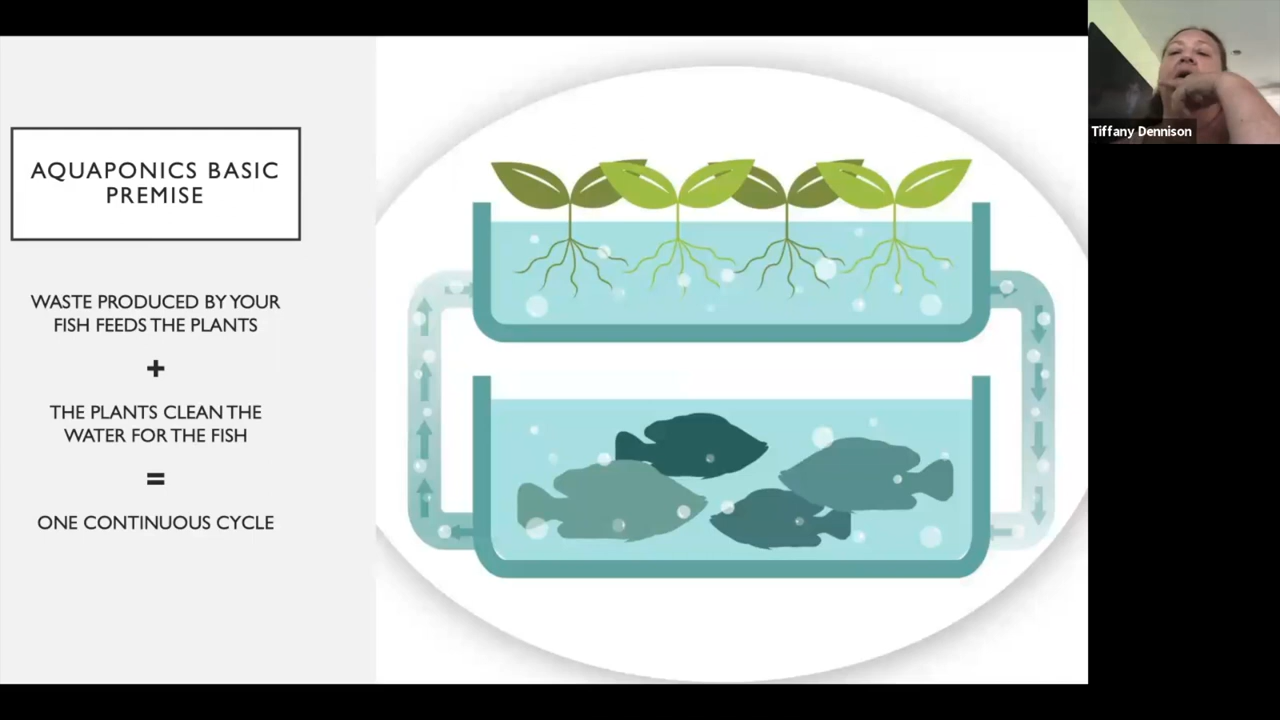 AQUAPONICS BASIC
PREMISE
WASTE PRODUCED BY YOUR
FISH FEEDS THE PLANTS
+
THE PLANTS CLEAN THE
WATER FOR THE FISH
=
ONE CONTINUOUS CYCLE
Tiffany Dennison